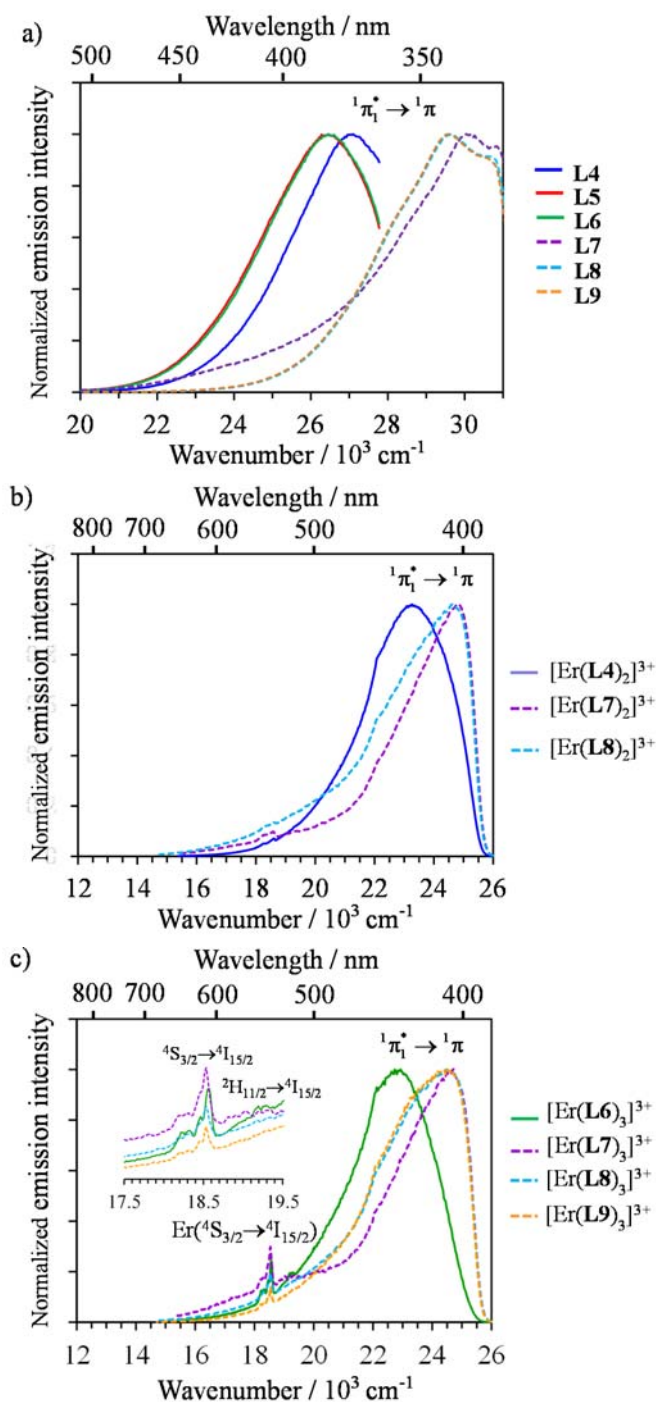 a)
Wavelength / nm
500 450 400 350
¹π₁* → ¹π
Normalized emission intensity
L4
L5
L6
L7
L8
L9
20 22 24 26 28 30
Wavenumber / 10³ cm⁻¹
b)
Wavelength / nm
800 700 600 500 400
¹π₁* → ¹π
Normalized emission intensity
[Er(L4)₂]³⁺
[Er(L7)₂]³⁺
[Er(L8)₂]³⁺
12 14 16 18 20 22 24 26
Wavenumber / 10³ cm⁻¹
c)
Wavelength / nm
800 700 600 500 400
¹π₁* → ¹π
⁴S₃/₂→⁴I₁₅/₂
²H₁₁/₂→⁴I₁₅/₂
17.5 18.5 19.5
Er(⁴S₃/₂→⁴I₁₅/₂)
Normalized emission intensity
[Er(L6)₃]³⁺
[Er(L7)₃]³⁺
[Er(L8)₃]³⁺
[Er(L9)₃]³⁺
12 14 16 18 20 22 24 26
Wavenumber / 10³ cm⁻¹